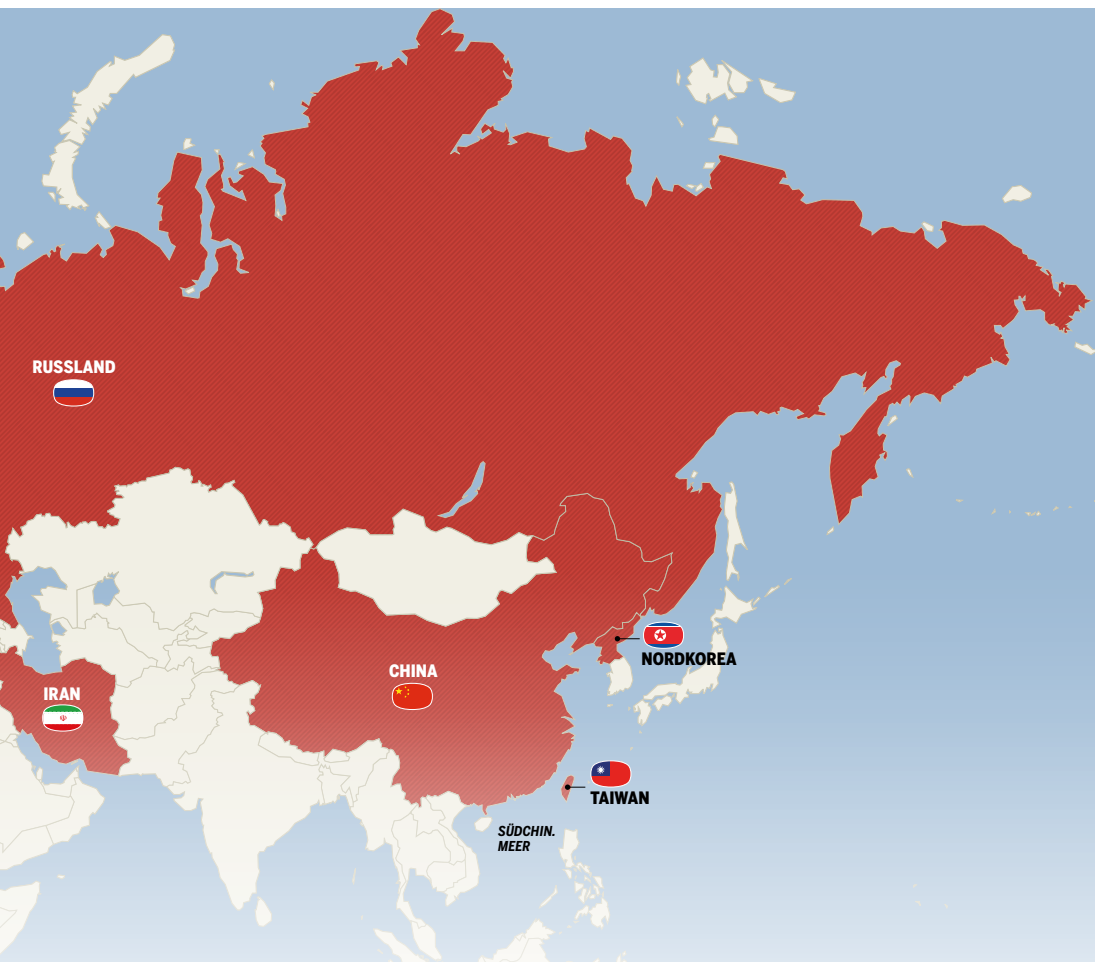 RUSSLAND
NORDKOREA
CHINA
IRAN
TAIWAN
SÜDCHIN.
MEER